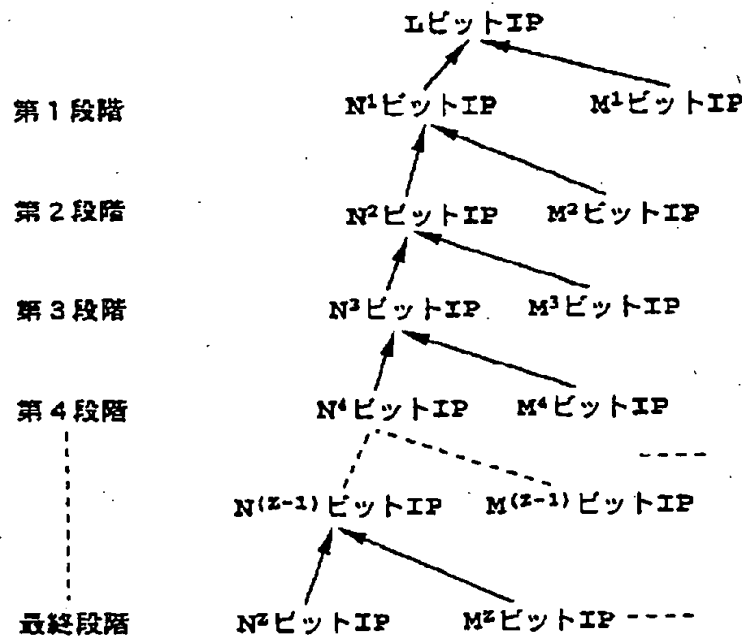 LビットIP
第1段階 N¹ビットIP M¹ビットIP
第2段階 N²ビットIP M²ビットIP
第3段階 N³ビットIP M³ビットIP
第4段階 N⁴ビットIP M⁴ビットIP
N⁽ᶻ⁻¹⁾ビットIP M⁽ᶻ⁻¹⁾ビットIP
最終段階 NᶻビットIP MᶻビットIP